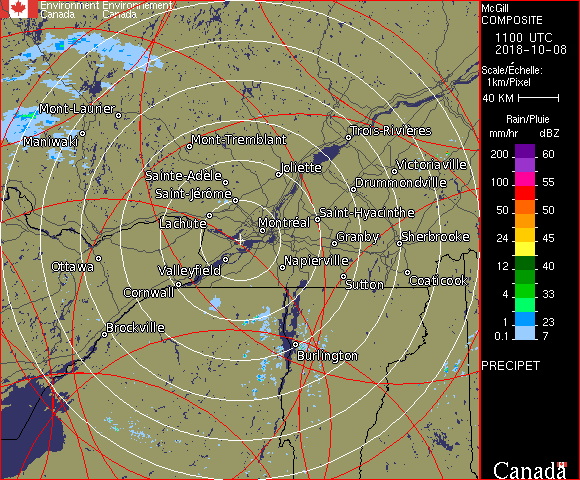 Environment Environnement
Canada Canada
McGill
COMPOSITE
1100 UTC
2018-10-08
Scale/Échelle:
1km/Pixel
40 KM
Rain/Pluie
mm/hr dBZ
200 60
100 55
50 50
24 45
12 40
4 33
1 23
0.1 7
PRECIPET
Canada
Mont-Laurier
Maniwaki
Mont-Tremblant
Trois-Rivières
Joliette
Victoriaville
Sainte-Adèle
Drummondville
Saint-Jérôme
Lachute
Saint-Hyacinthe
Montréal
Granby
Sherbrooke
Ottawa
Valleyfield
Napierville
Coaticook
Sutton
Cornwall
Brockville
Burlington